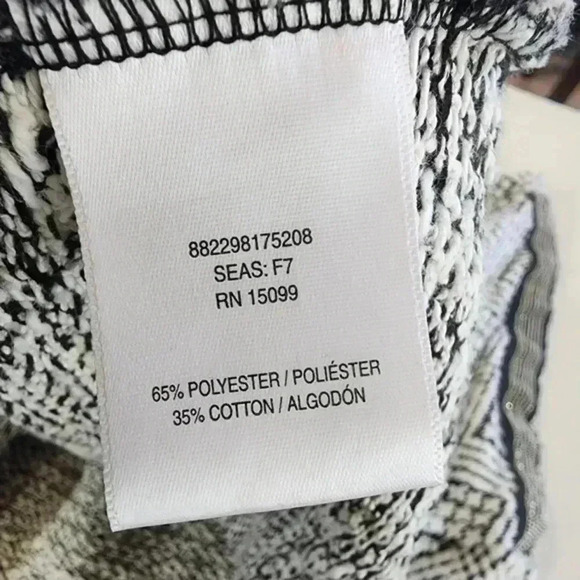 882298175208
SEAS: F7
RN 15099
65% POLYESTER / POLIÉSTER
35% COTTON / ALGODÓN